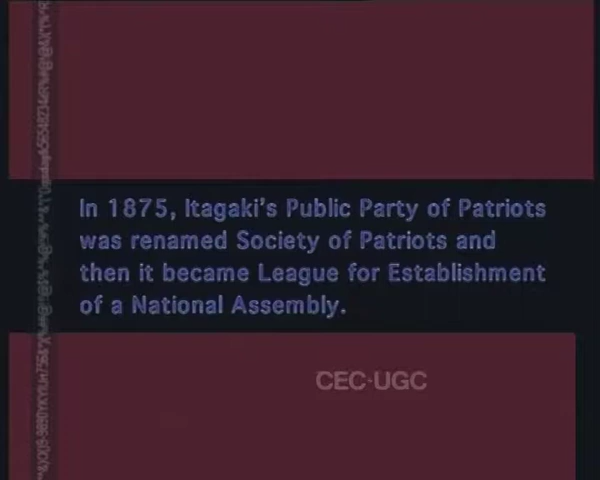 In 1875, Itagaki's Public Party of Patriots
was renamed Society of Patriots and
then it became League for Establishment
of a National Assembly.
CEC-UGC